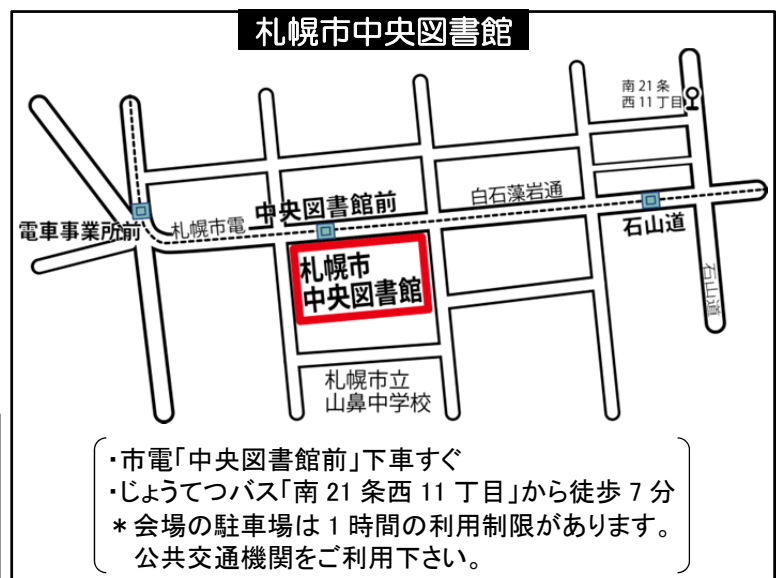 札幌市中央図書館
南 21 条
西 11 丁目
白石藻岩通
中央図書館前
札幌市電
電車事業所前
石山道
石山道
札幌市
中央図書館
札幌市立
山鼻中学校
・市電「中央図書館前」下車すぐ
・じょうてつバス「南 21 条西 11 丁目」から徒歩 7 分
＊会場の駐車場は 1 時間の利用制限があります。
公共交通機関をご利用下さい。